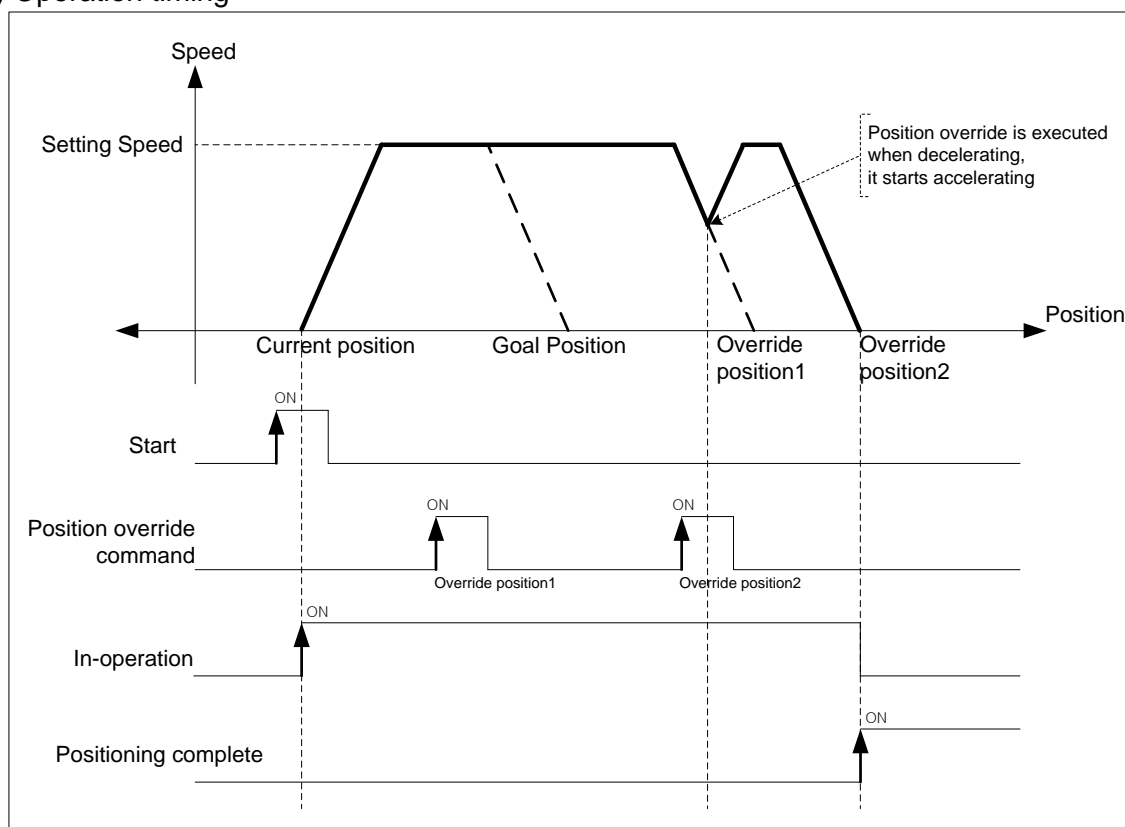 Operation timing
Speed
Setting Speed
Position override is executed
when decelerating,
it starts accelerating
Position
Current position
Goal Position
Override
position1
Override
position2
ON
Start
ON
ON
Position override
command
Override position1
Override position2
ON
In-operation
ON
Positioning complete